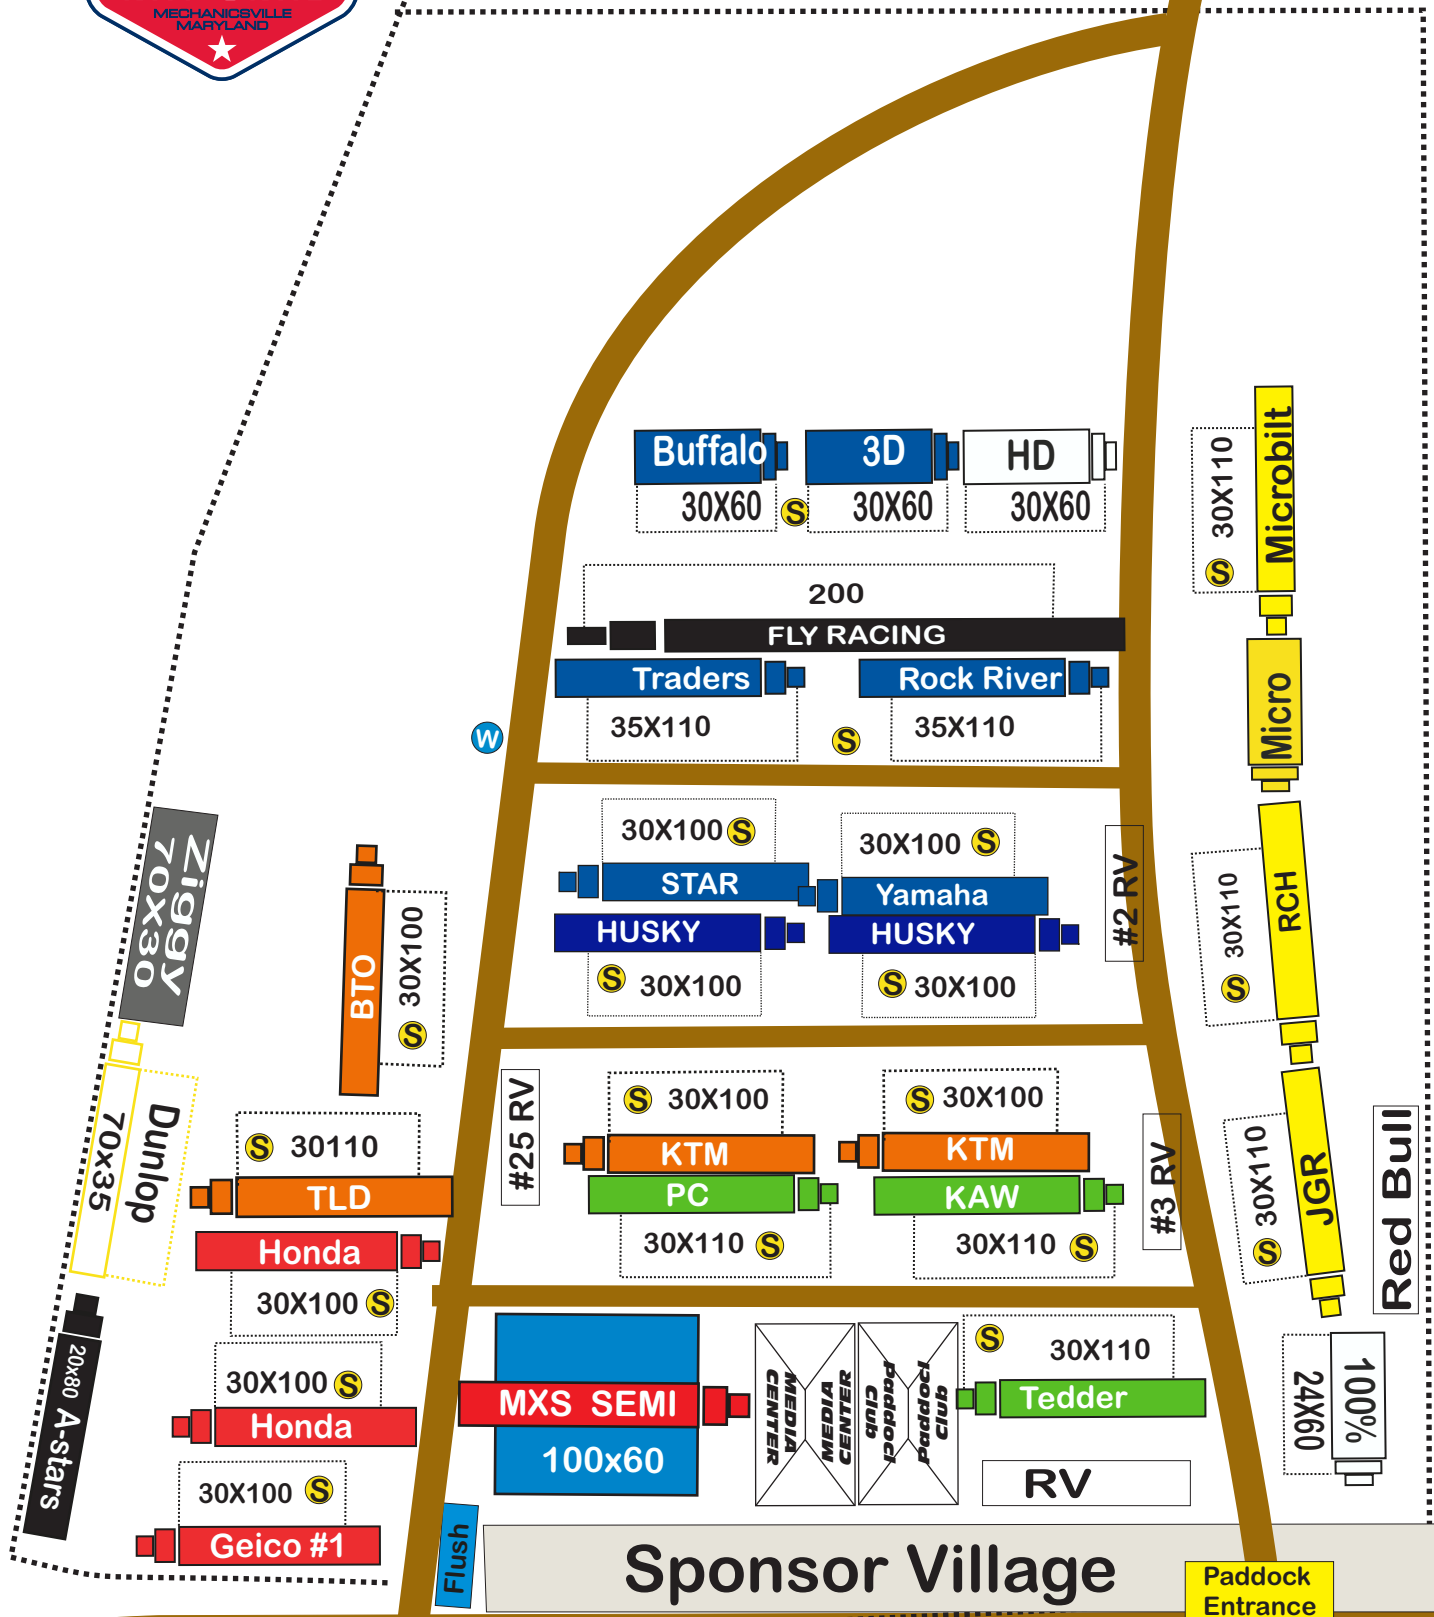 MECHANICSVILLE
MARYLAND
Buffalo
3D
HD
30X60
S
30X60
30X60
Microbilt
30X110
S
200
FLY RACING
Traders
Rock River
35X110
S
35X110
W
Micro
30X100 S
30X100 S
STAR
Yamaha
HUSKY
HUSKY
S 30X100
S 30X100
#2 RV
RCH
30X110
S
Ziggy
70x30
BTO
30X100
S
Dunlop
70x35
S 30110
TLD
Honda
30X100 S
30X100 S
Honda
30X100 S
Geico #1
20x80 A-stars
#25 RV
S 30X100
S 30X100
KTM
KTM
PC
KAW
30X110 S
30X110 S
#3 RV
JGR
30X110
S
Red Bull
MXS SEMI
100x60
MEDIA
CENTER
MEDIA
CENTER
Paddocl
Club
Paddocl
Club
S 30X110
Tedder
RV
100%
24X60
Flush
Sponsor Village
Paddock
Entrance